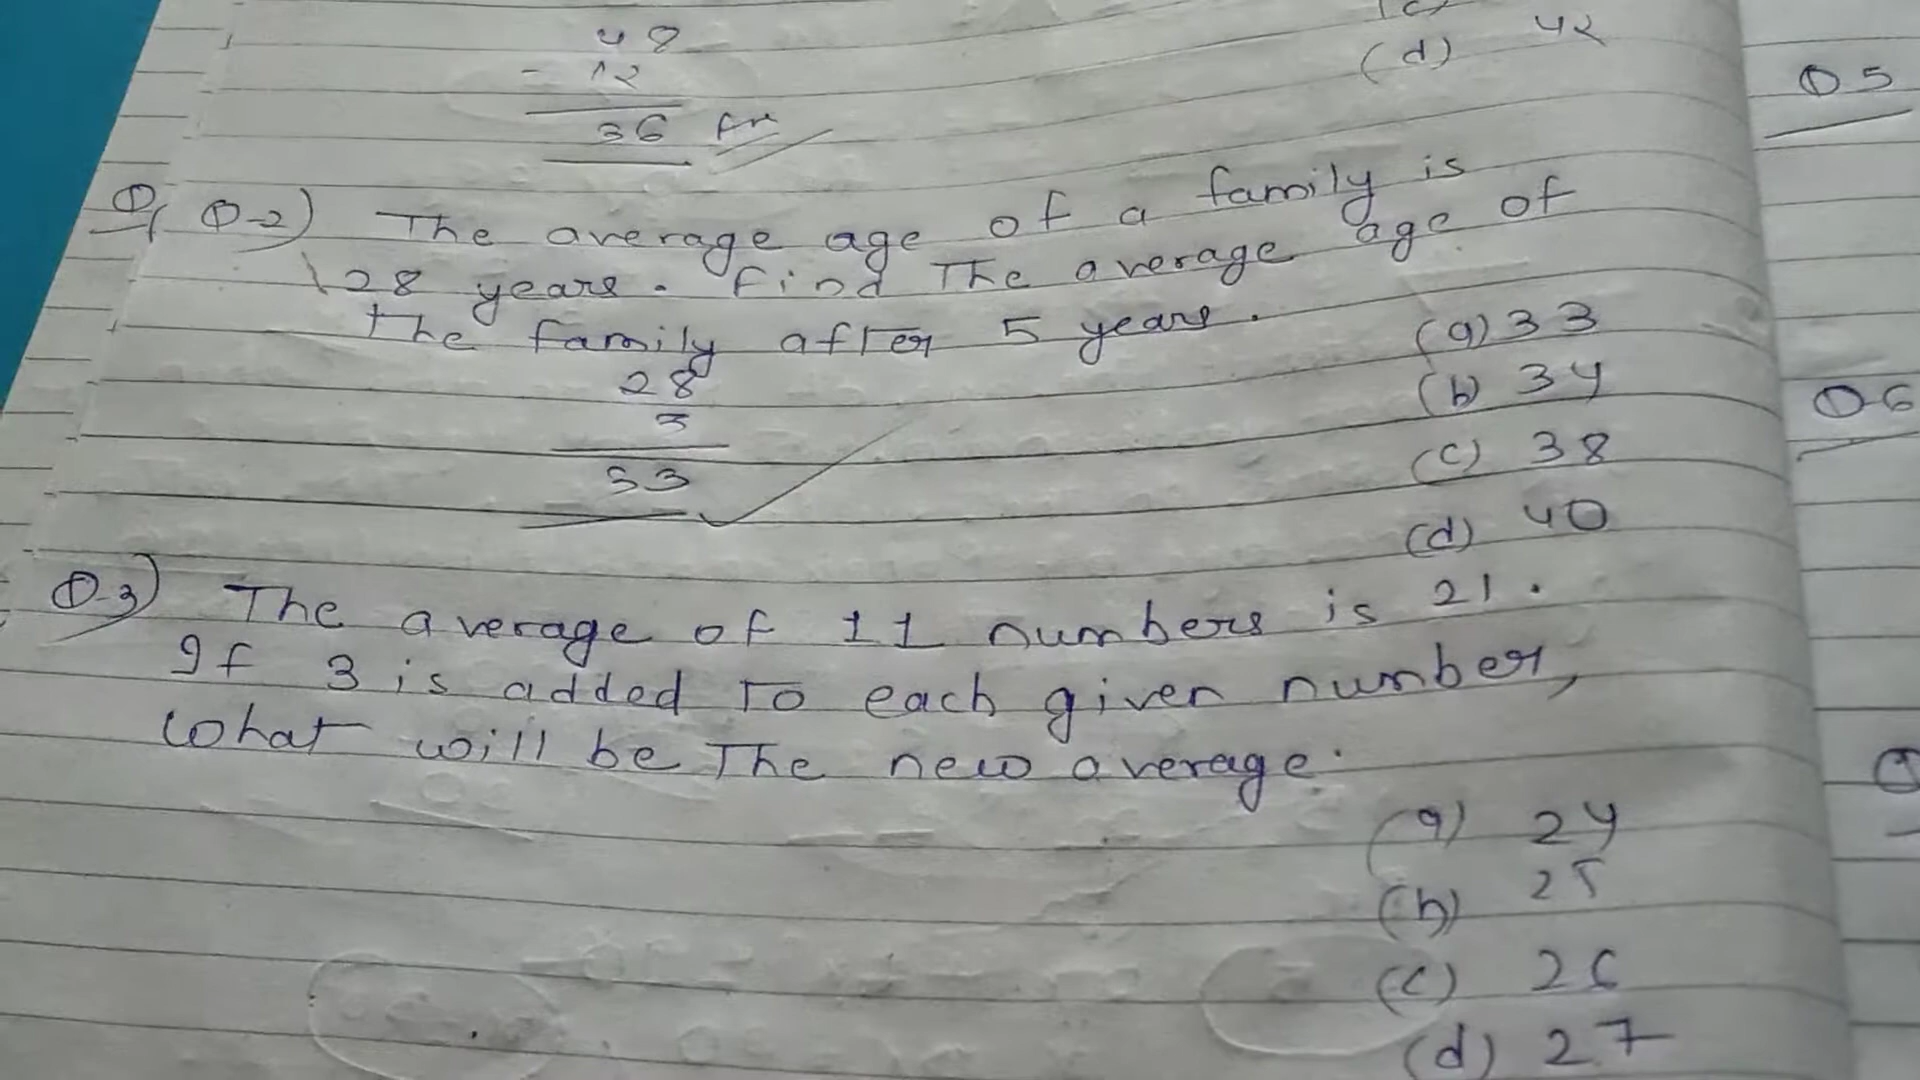 48
- 12
36
(d) 42
Q5
Q-2) The average age of a family is
28 years. Find The average age of
the family after 5 years.
(a) 33
(b) 34
(c) 38
(d) 40
28
5
33
Q6
Q-3) The average of 11 numbers is 21.
If 3 is added to each given number,
what will be The new average.
(a) 24
(b) 25
(c) 26
(d) 27